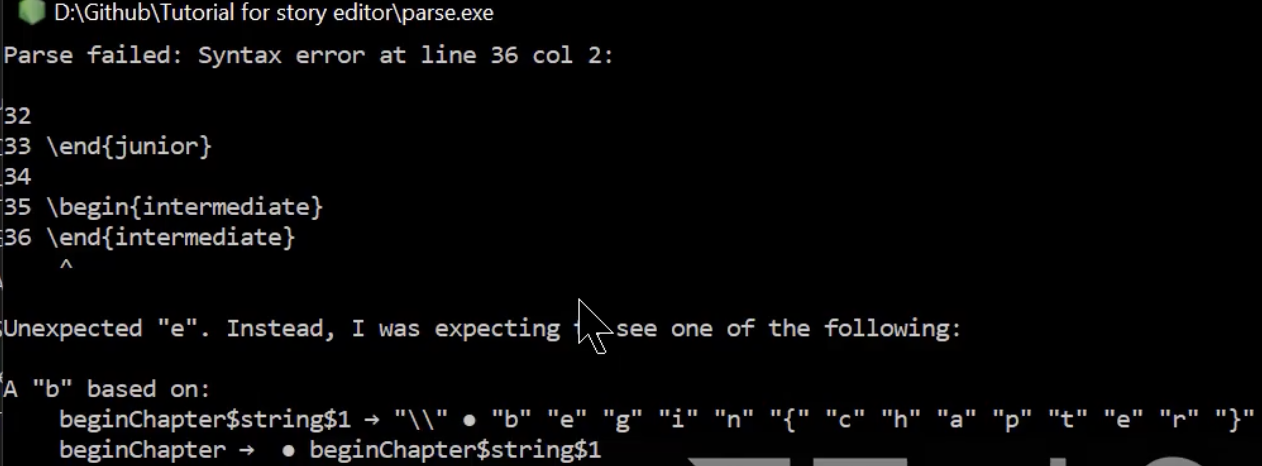 D:\Github\Tutorial for story editor\parse.exe
Parse failed: Syntax error at line 36 col 2:
32
33 \end{junior}
34
35 \begin{intermediate}
36 \end{intermediate}
^
Unexpected "e". Instead, I was expecting to see one of the following:
A "b" based on:
beginChapter$string$1 → "\\" ● "b" "e" "g" "i" "n" "{" "c" "h" "a" "p" "t" "e" "r" "}"
beginChapter → ● beginChapter$string$1